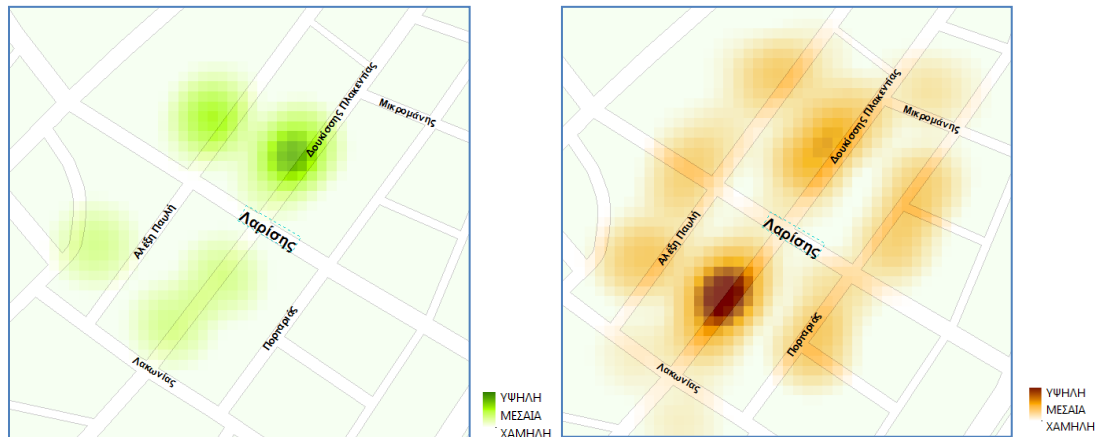 Δουκίσσης Πλακεντίας
Μικρομάνης
Αλέξη Παυλή
Λαρίσης
Πορταριάς
Λακωνίας
ΥΨΗΛΗ
ΜΕΣΑΙΑ
ΧΑΜΗΛΗ
Δουκίσσης Πλακεντίας
Μικρομάνης
Αλέξη Παυλή
Λαρίσης
Πορταριάς
Λακωνίας
ΥΨΗΛΗ
ΜΕΣΑΙΑ
ΧΑΜΗΛΗ